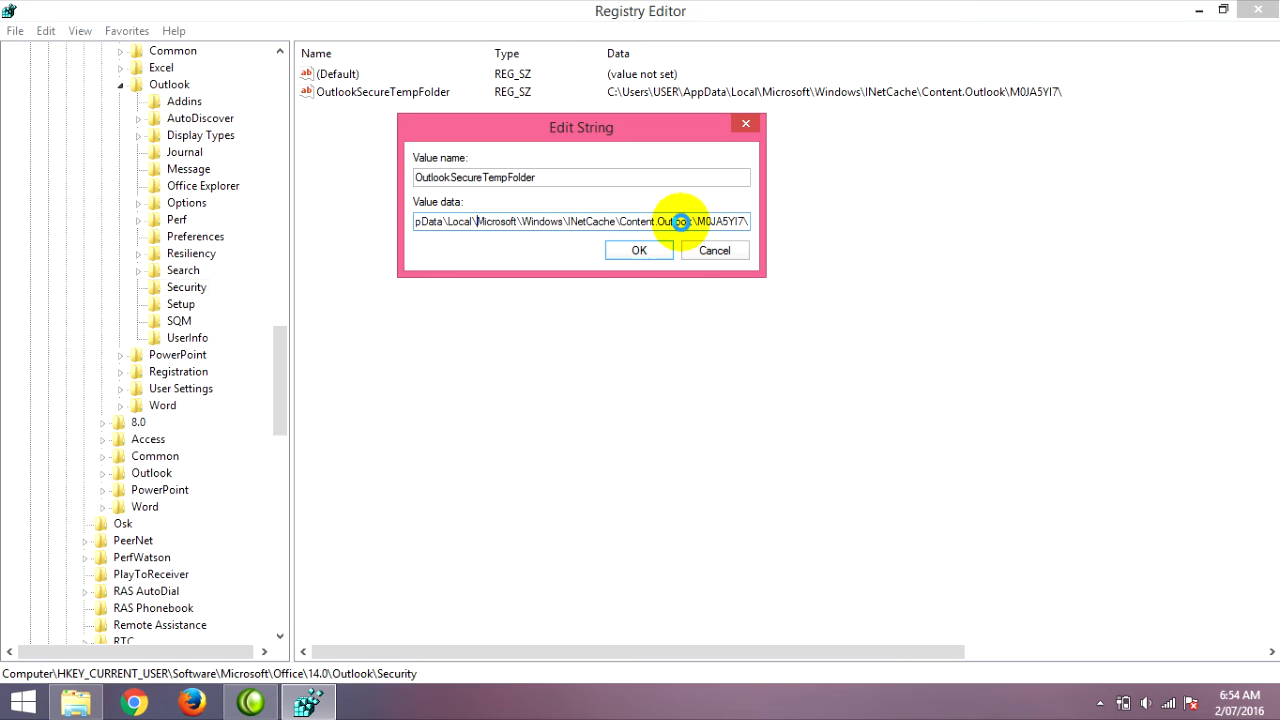 Registry Editor
File Edit View Favorites Help
Common
Excel
Outlook
Addins
AutoDiscover
Display Types
Journal
Message
Office Explorer
Options
Perf
Preferences
Resiliency
Search
Security
Setup
SQM
UserInfo
PowerPoint
Registration
User Settings
Word
8.0
Access
Common
Outlook
PowerPoint
Word
Osk
PeerNet
PerfWatson
PlayToReceiver
RAS AutoDial
RAS Phonebook
Remote Assistance
RTC
Name Type Data
ab (Default) REG_SZ (value not set)
ab OutlookSecureTempFolder REG_SZ C:\Users\USER\AppData\Local\Microsoft\Windows\INetCache\Content.Outlook\M0JA5YI7\
Edit String
Value name:
OutlookSecureTempFolder
Value data:
pData\Local\Microsoft\Windows\INetCache\Content.Outlook\M0JA5YI7\
OK Cancel
Computer\HKEY_CURRENT_USER\Software\Microsoft\Office\14.0\Outlook\Security
6:54 AM
2/07/2016